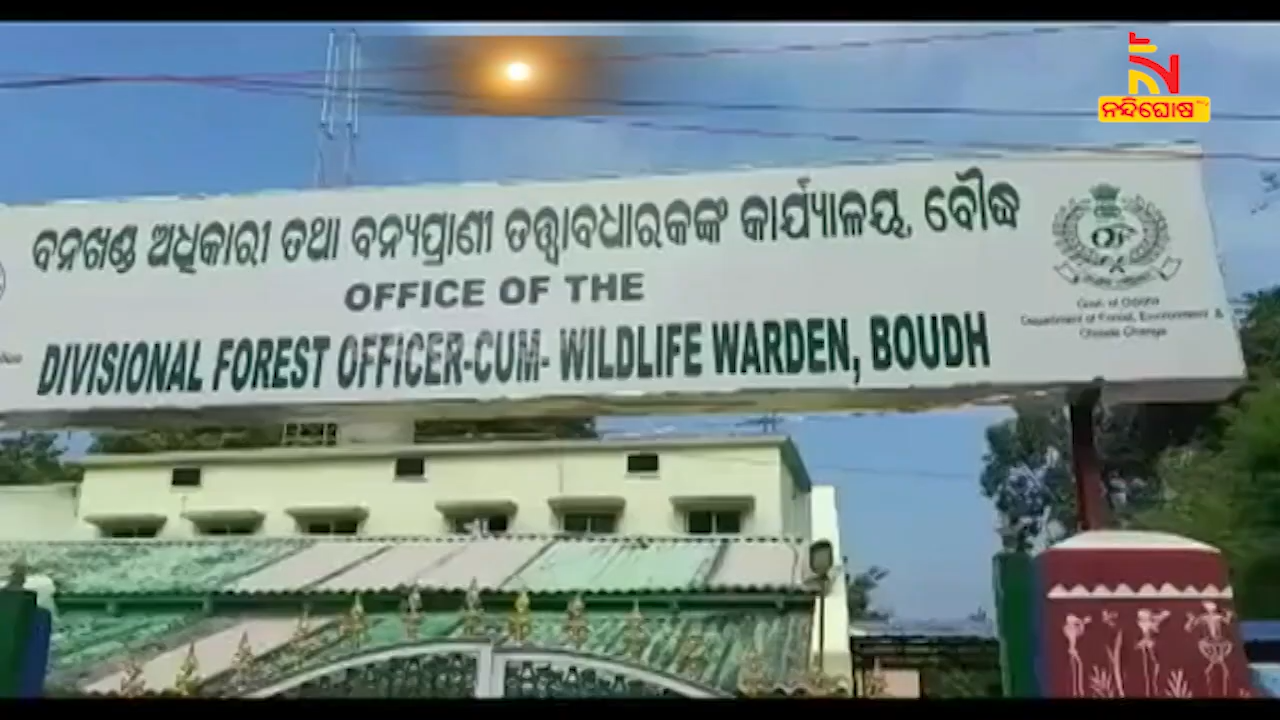 ନନ୍ଦିଘୋଷ
ବନଖଣ୍ଡ ଅଧିକାରୀ ତଥା ବନ୍ୟପ୍ରାଣୀ ତତ୍ତ୍ୱାବଧାରକଙ୍କ କାର୍ଯ୍ୟାଳୟ, ବୌଦ୍ଧ
OFFICE OF THE
DIVISIONAL FOREST OFFICER-CUM- WILDLIFE WARDEN, BOUDH
Govt. of Odisha
Department of Forest, Environment &
Climate Change